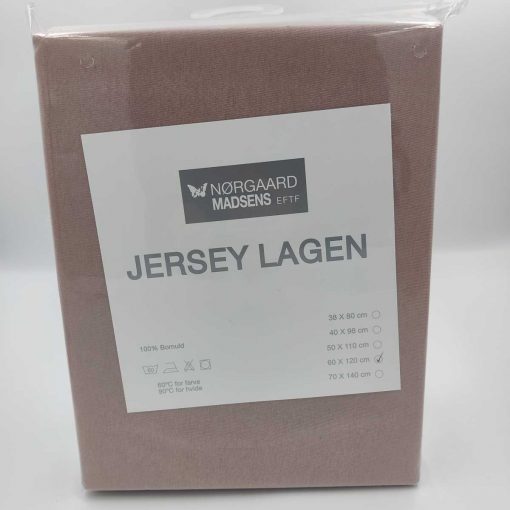 NØRGAARD
MADSENS EFTF
JERSEY LAGEN
38 X 80 cm
40 X 98 cm
50 X 110 cm
60 X 120 cm
70 X 140 cm
100% Bomuld
60
60°C for farve
90°C for hvide